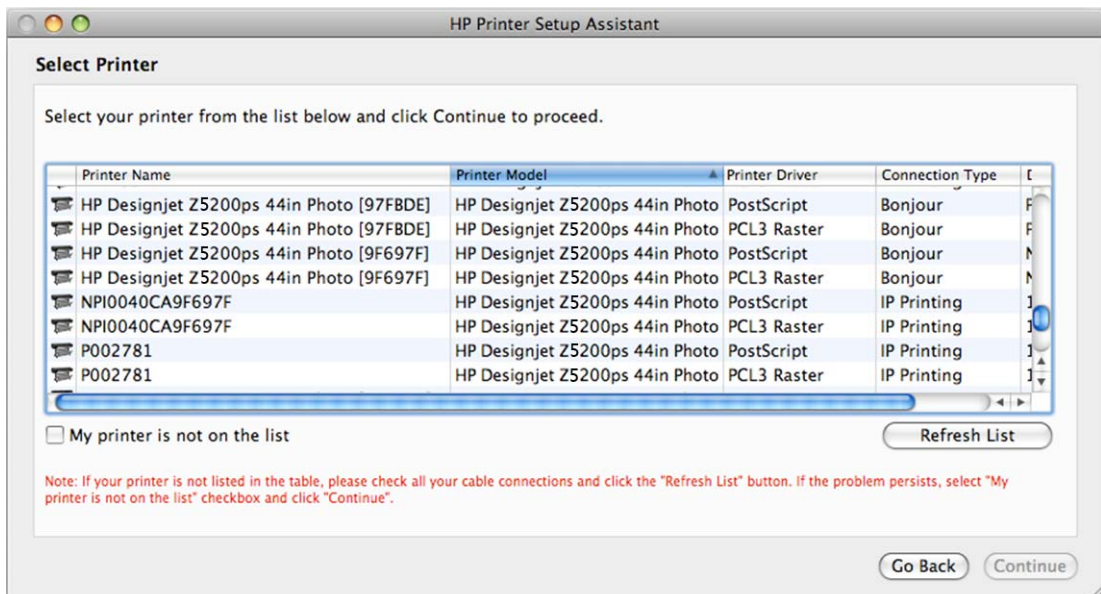 HP Printer Setup Assistant
Select Printer
Select your printer from the list below and click Continue to proceed.
Printer Name Printer Model Printer Driver Connection Type
HP Designjet Z5200ps 44in Photo [97FBDE] HP Designjet Z5200ps 44in Photo PostScript Bonjour
HP Designjet Z5200ps 44in Photo [97FBDE] HP Designjet Z5200ps 44in Photo PCL3 Raster Bonjour
HP Designjet Z5200ps 44in Photo [9F697F] HP Designjet Z5200ps 44in Photo PostScript Bonjour
HP Designjet Z5200ps 44in Photo [9F697F] HP Designjet Z5200ps 44in Photo PCL3 Raster Bonjour
NPI0040CA9F697F HP Designjet Z5200ps 44in Photo PostScript IP Printing
NPI0040CA9F697F HP Designjet Z5200ps 44in Photo PCL3 Raster IP Printing
P002781 HP Designjet Z5200ps 44in Photo PostScript IP Printing
P002781 HP Designjet Z5200ps 44in Photo PCL3 Raster IP Printing
My printer is not on the list Refresh List
Note: If your printer is not listed in the table, please check all your cable connections and click the "Refresh List" button. If the problem persists, select "My
printer is not on the list" checkbox and click "Continue".
Go Back Continue